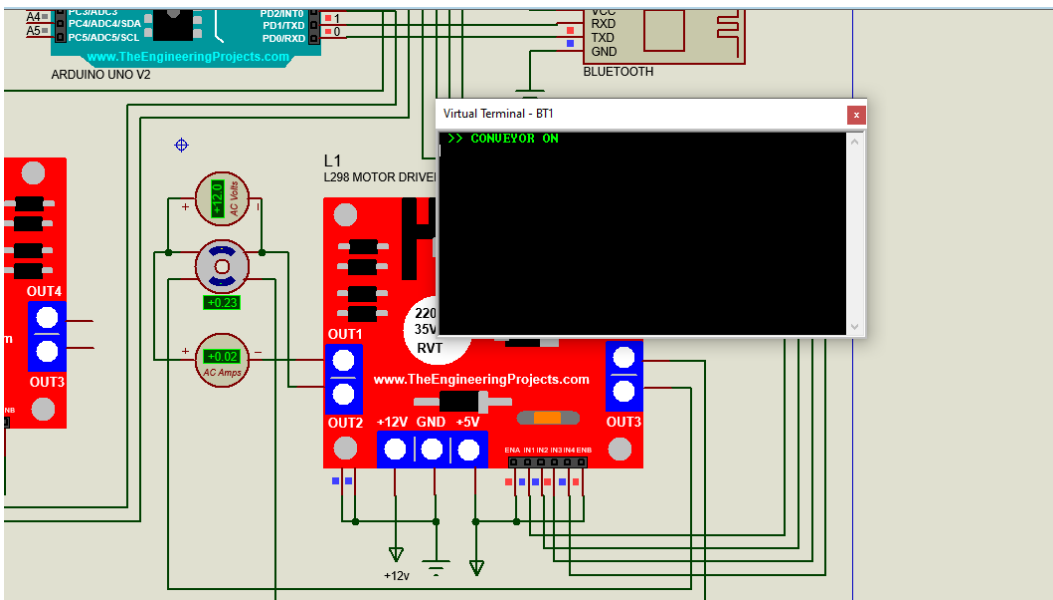 A4
PC3/ADC3
PC4/ADC4/SDA
A5
PC5/ADC5/SCL
PD2/INT0
PD1/TXD
PD0/RXD
1
0
www.TheEngineeringProjects.com
ARDUINO UNO V2
VCC
RXD
TXD
GND
BLUETOOTH
Virtual Terminal - BT1
x
>> CONVEYOR ON
L1
L298 MOTOR DRIVE
+12.0
AC Volts
+
+0.23
+
+0.02
−
AC Amps
OUT4
OUT3
m
NB
OUT1
220
35V
RVT
www.TheEngineeringProjects.com
OUT2
+12V GND +5V
OUT3
ENA IN1 IN2 IN3 IN4 ENB
+12v